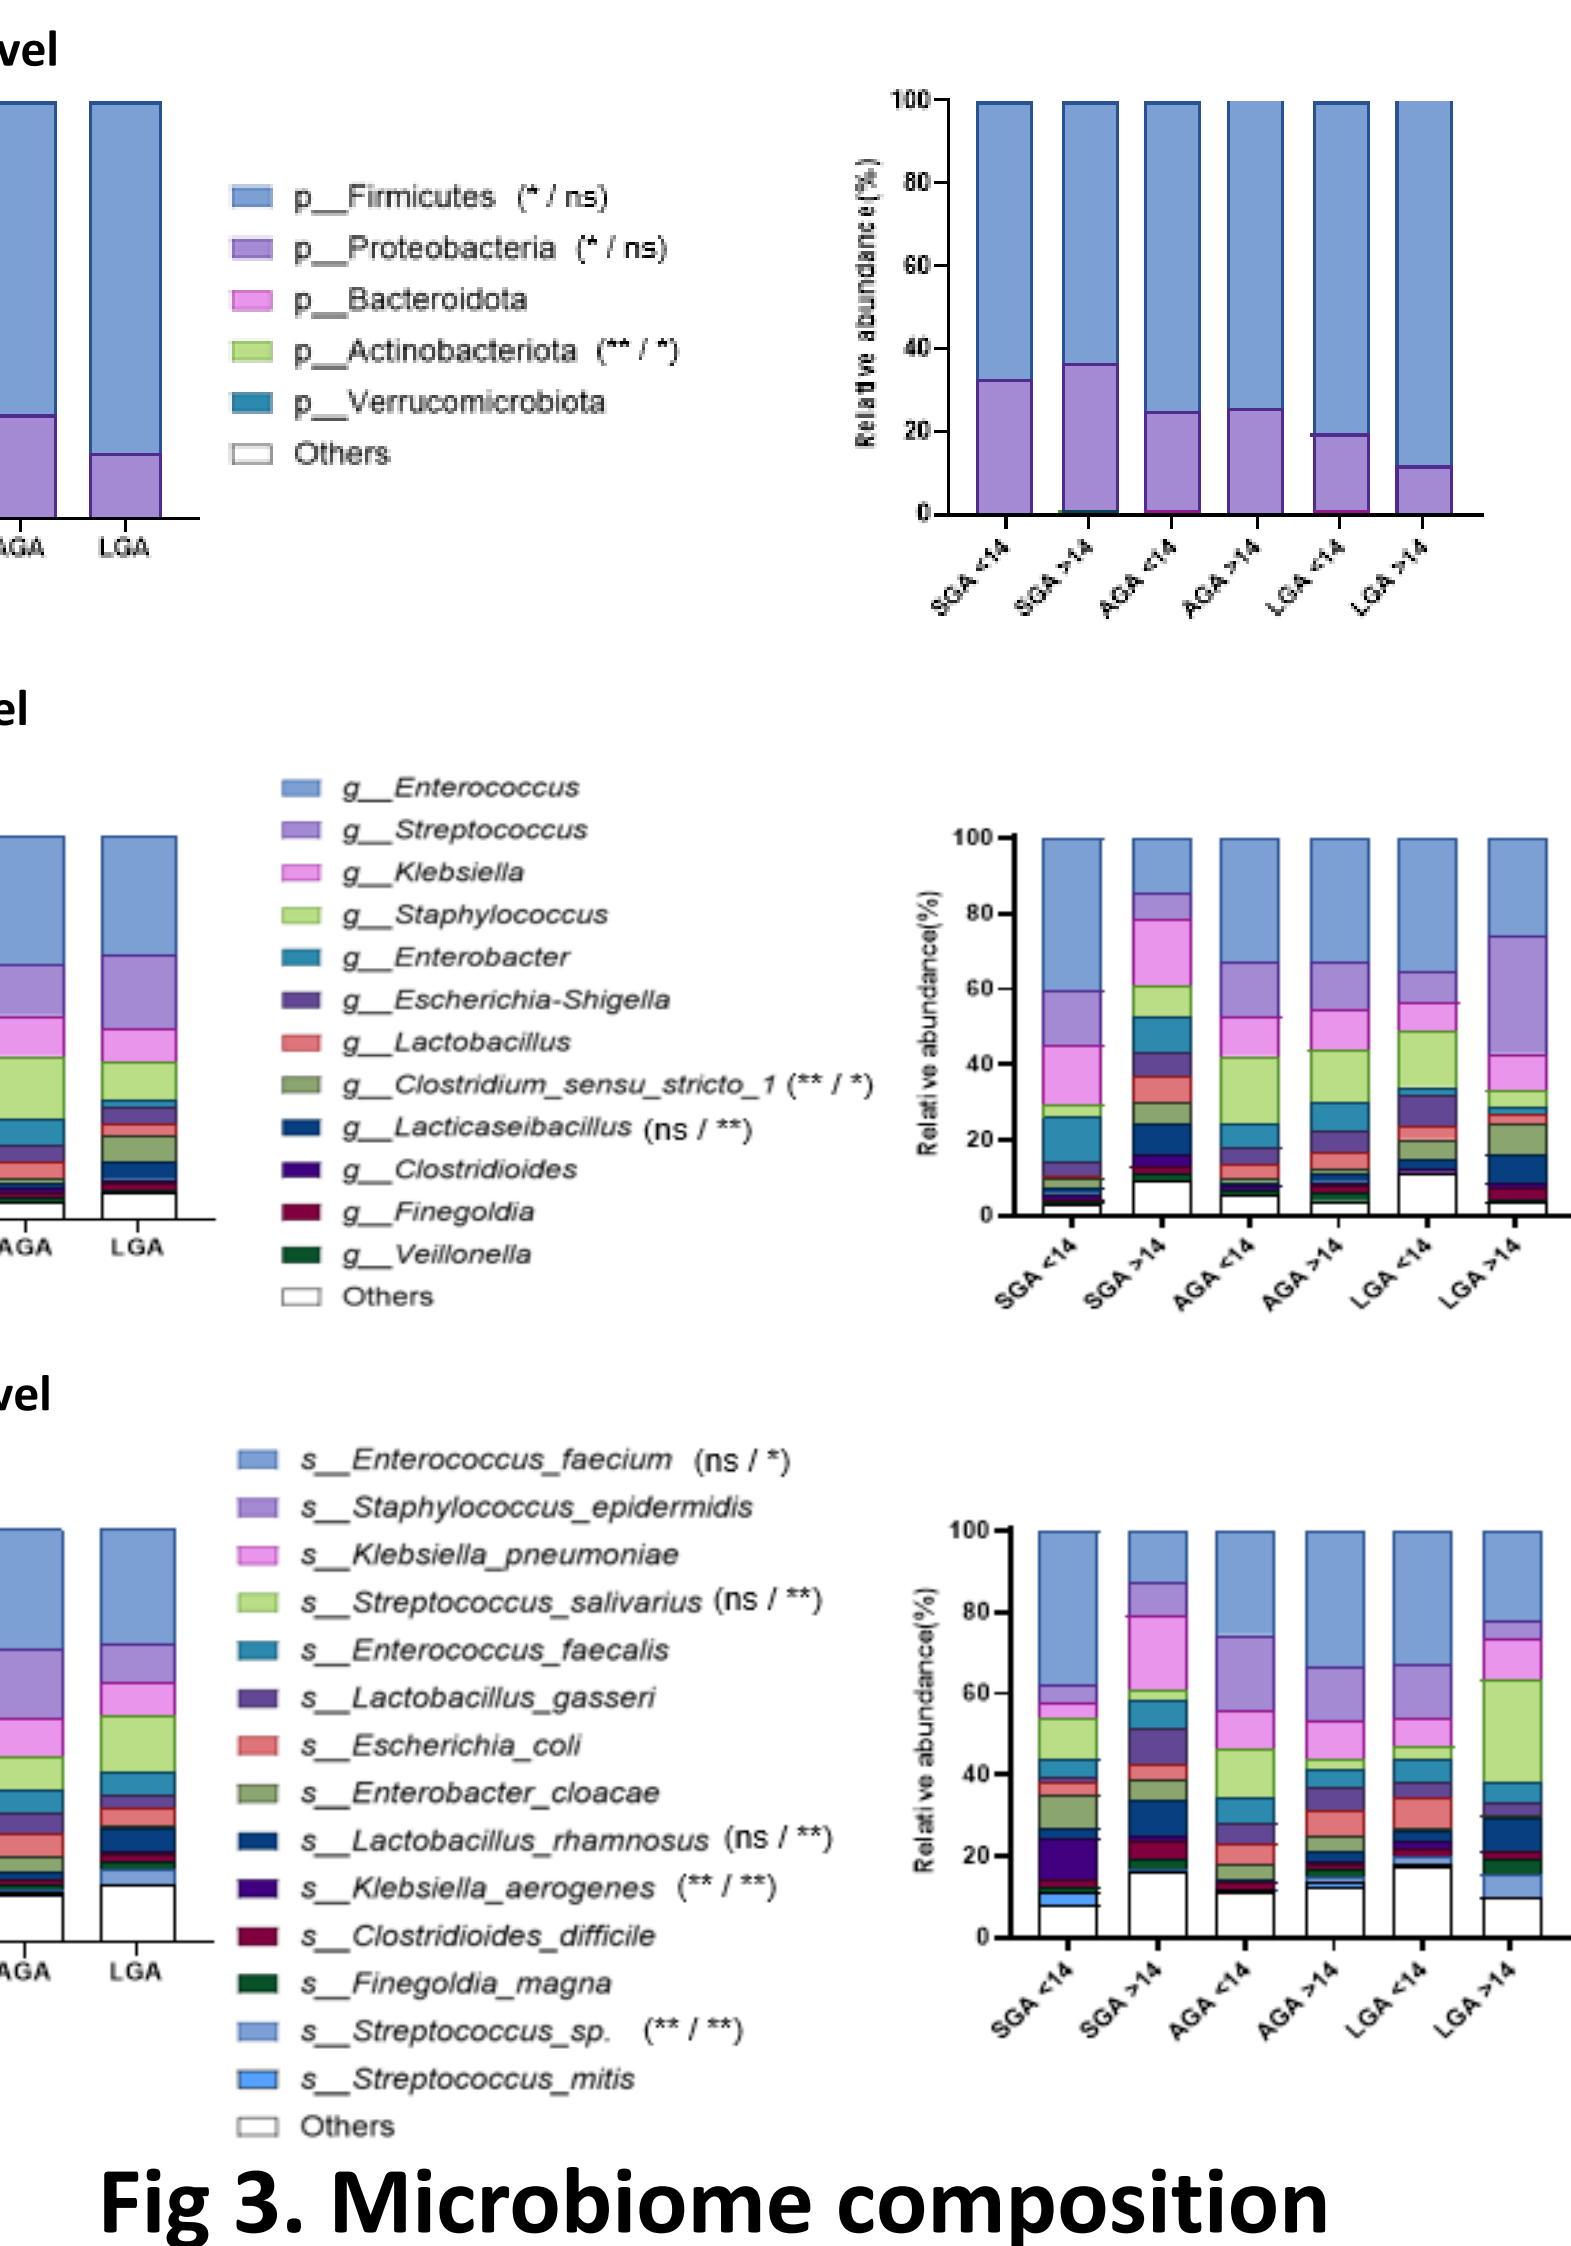 vel
p__Firmicutes (* / ns)
p__Proteobacteria (* / ns)
p__Bacteroidota
p__Actinobacteriota (** / *)
p__Verrucomicrobiota
Others
AGA LGA
Relative abundance(%)
100
80
60
40
20
0
SGA <14 SGA >14 AGA <14 AGA >14 LGA <14 LGA >14
el
g__Enterococcus
g__Streptococcus
g__Klebsiella
g__Staphylococcus
g__Enterobacter
g__Escherichia-Shigella
g__Lactobacillus
g__Clostridium_sensu_stricto_1 (** / *)
g__Lacticaseibacillus (ns / **)
g__Clostridioides
g__Finegoldia
g__Veillonella
Others
AGA LGA
Relative abundance(%)
100
80
60
40
20
0
SGA <14 SGA >14 AGA <14 AGA >14 LGA <14 LGA >14
vel
s__Enterococcus_faecium (ns / *)
s__Staphylococcus_epidermidis
s__Klebsiella_pneumoniae
s__Streptococcus_salivarius (ns / **)
s__Enterococcus_faecalis
s__Lactobacillus_gasseri
s__Escherichia_coli
s__Enterobacter_cloacae
s__Lactobacillus_rhamnosus (ns / **)
s__Klebsiella_aerogenes (** / **)
s__Clostridioides_difficile
s__Finegoldia_magna
s__Streptococcus_sp. (** / **)
s__Streptococcus_mitis
Others
AGA LGA
Relative abundance(%)
100
80
60
40
20
0
SGA <14 SGA >14 AGA <14 AGA >14 LGA <14 LGA >14
Fig 3. Microbiome composition